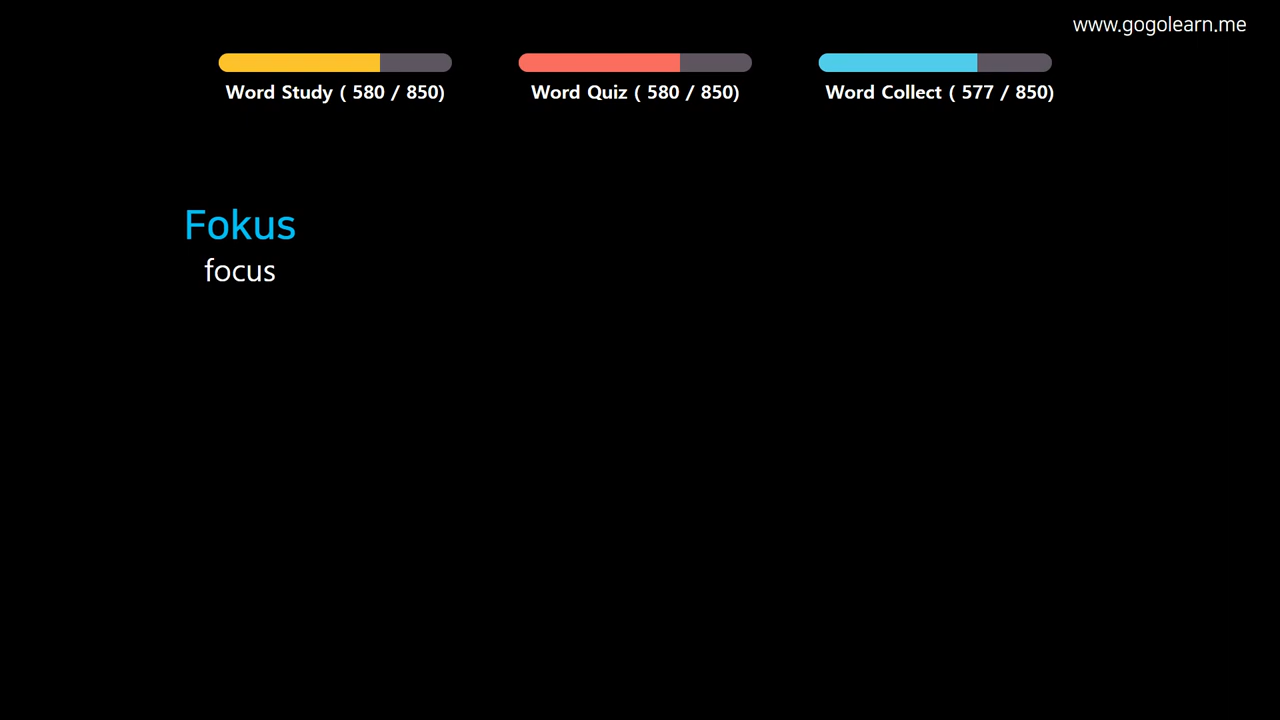 www.gogolearn.me
Word Study ( 580 / 850)
Word Quiz ( 580 / 850)
Word Collect ( 577 / 850)
Fokus
focus